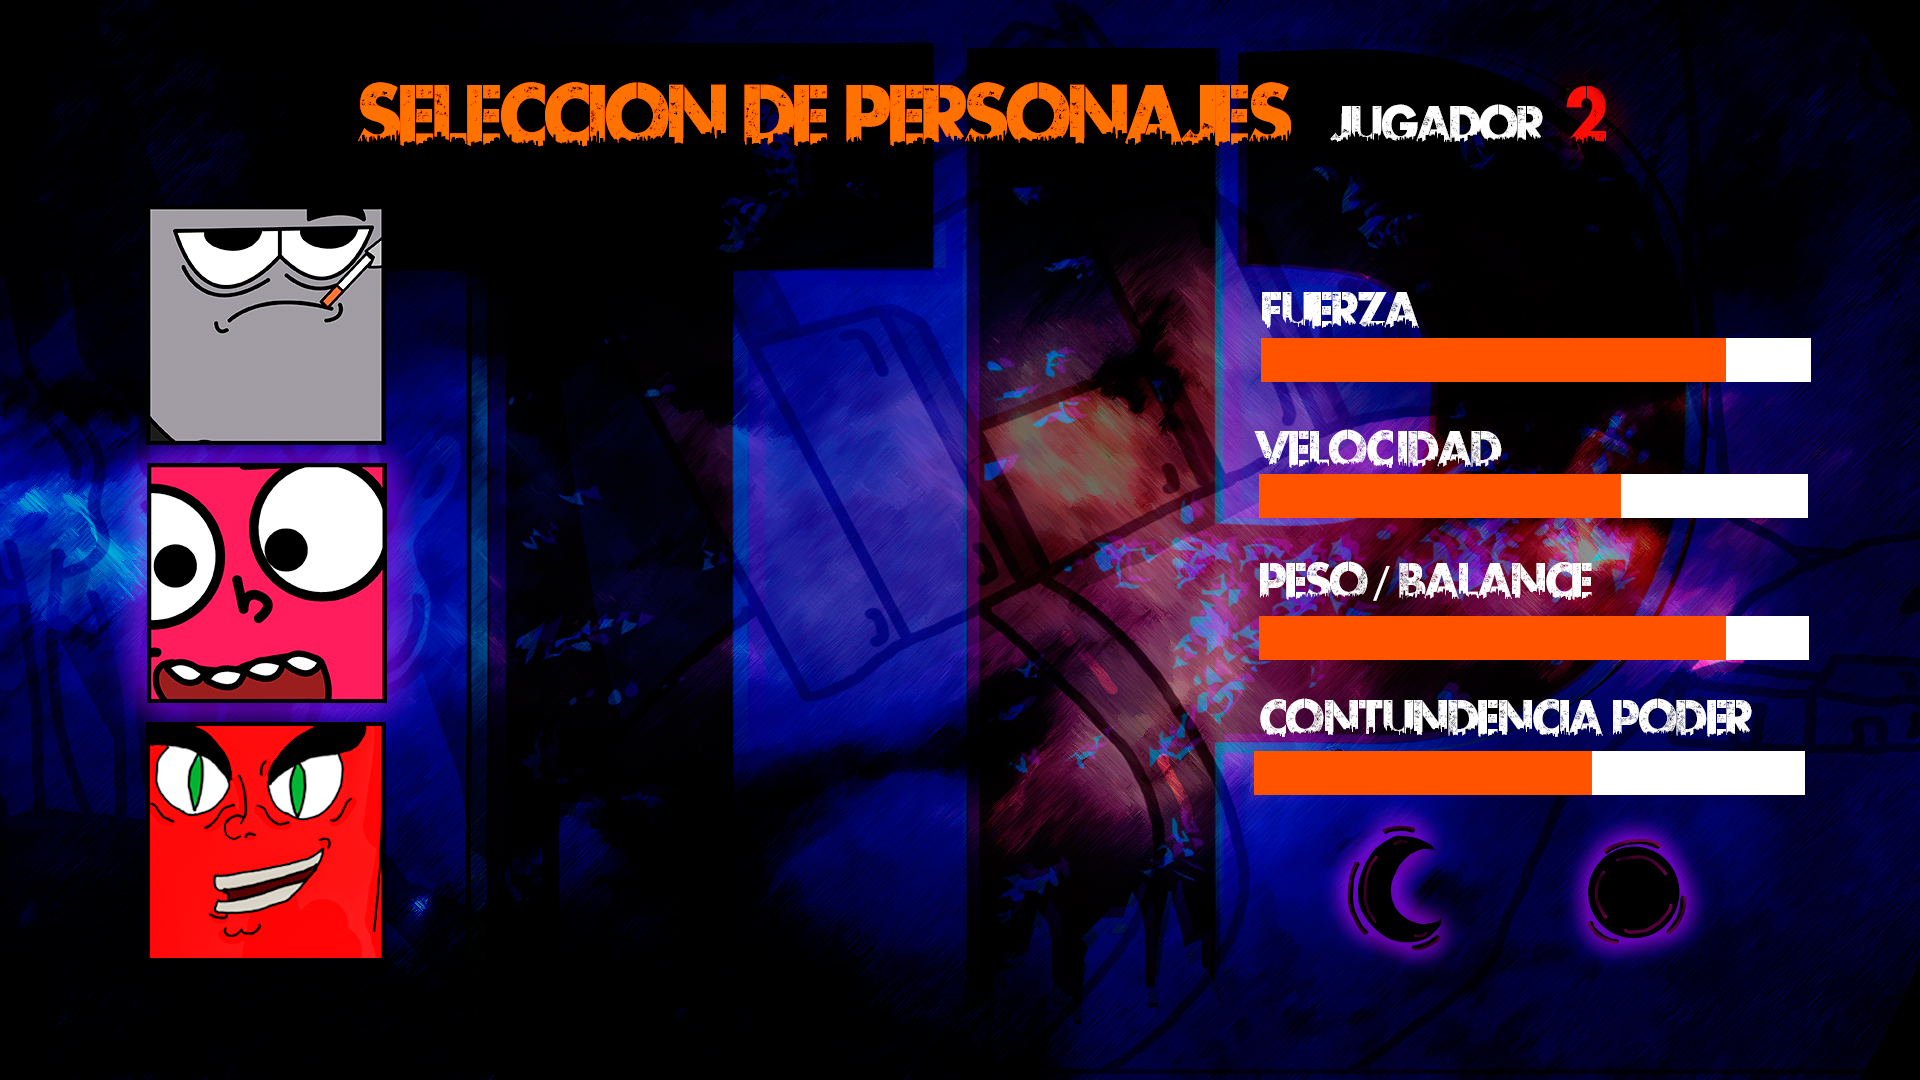 SELECCION DE PERSONAJES JUGADOR 2
FUERZA
VELOCIDAD
PESO / BALANCE
CONTUNDENCIA PODER